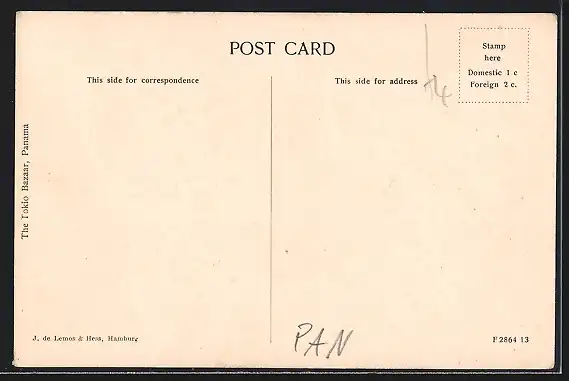 POST CARD
This side for correspondence
This side for address
Stamp
here
Domestic 1 c
Foreign 2 c.
The Tokio Bazaar, Panama
J. de Lemos & Hess, Hamburg
PAN
F 2864 13